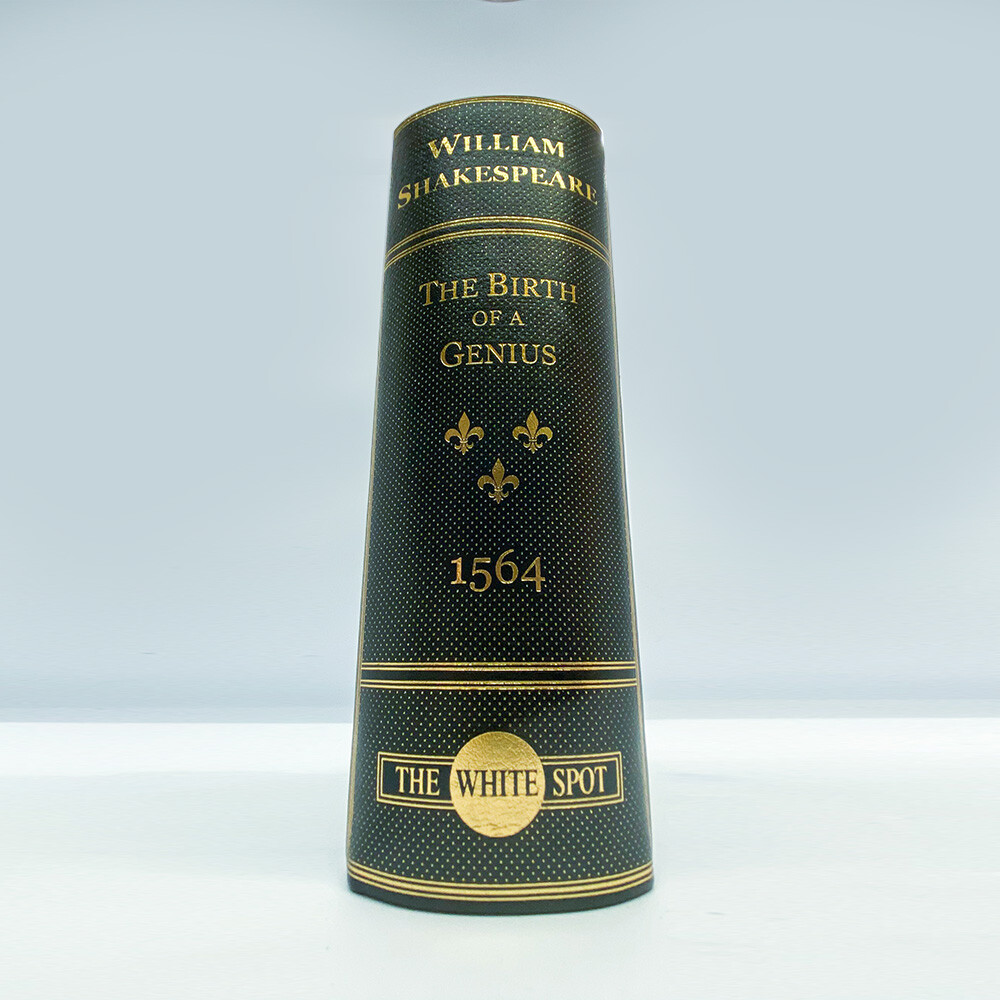 WILLIAM
SHAKESPEARE
THE BIRTH
OF A
GENIUS
1564
THE WHITE SPOT